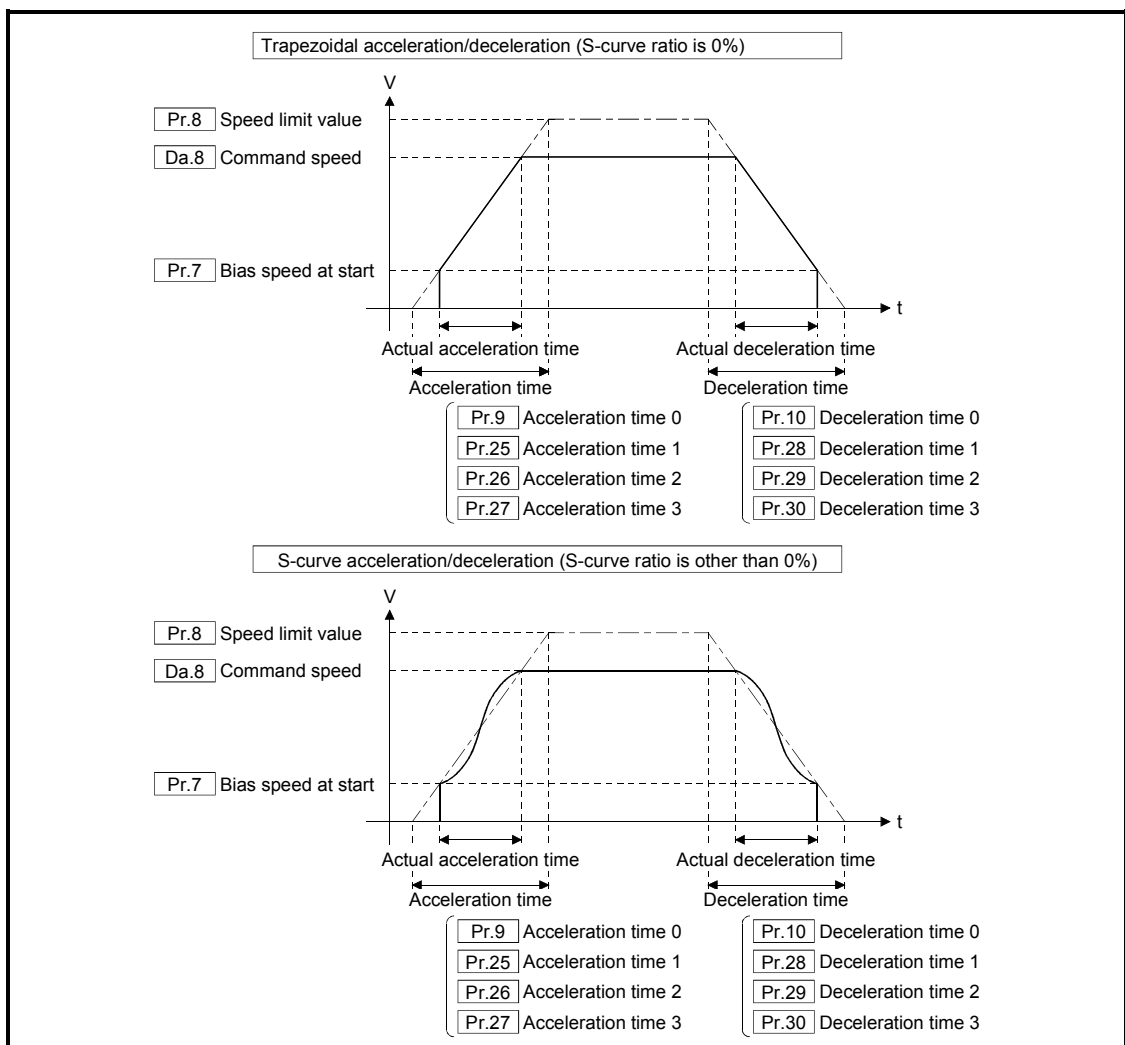 Trapezoidal acceleration/deceleration (S-curve ratio is 0%)
V
Pr.8 Speed limit value
Da.8 Command speed
Pr.7 Bias speed at start
t
Actual acceleration time Actual deceleration time
Acceleration time Deceleration time
Pr.9 Acceleration time 0 Pr.10 Deceleration time 0
Pr.25 Acceleration time 1 Pr.28 Deceleration time 1
Pr.26 Acceleration time 2 Pr.29 Deceleration time 2
Pr.27 Acceleration time 3 Pr.30 Deceleration time 3
S-curve acceleration/deceleration (S-curve ratio is other than 0%)
V
Pr.8 Speed limit value
Da.8 Command speed
Pr.7 Bias speed at start
t
Actual acceleration time Actual deceleration time
Acceleration time Deceleration time
Pr.9 Acceleration time 0 Pr.10 Deceleration time 0
Pr.25 Acceleration time 1 Pr.28 Deceleration time 1
Pr.26 Acceleration time 2 Pr.29 Deceleration time 2
Pr.27 Acceleration time 3 Pr.30 Deceleration time 3